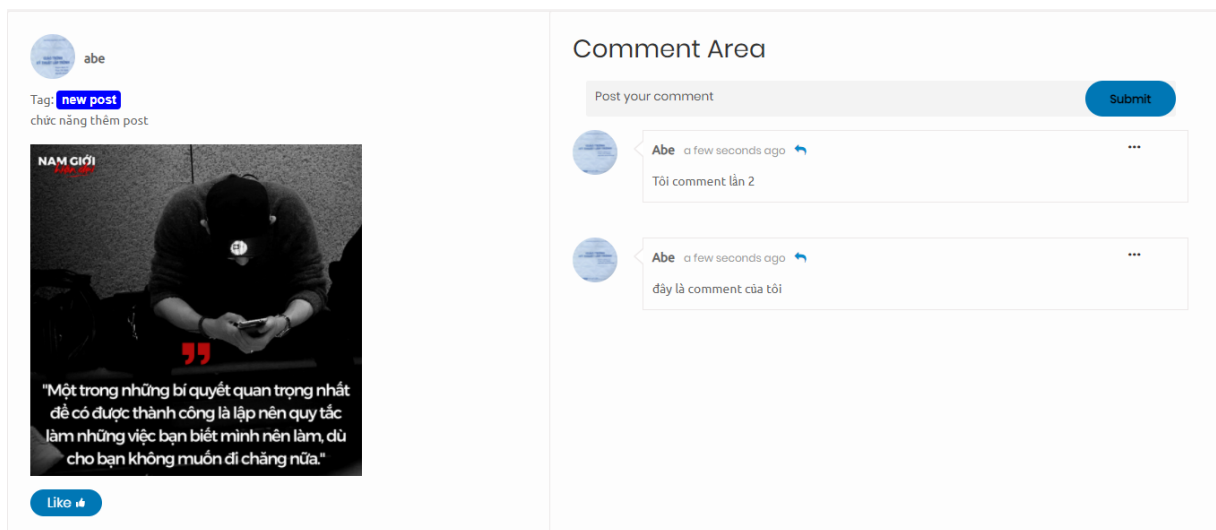 abe
Tag: new post
chức năng thêm post
NAM GIỚI
"Một trong những bí quyết quan trọng nhất
để có được thành công là lập nên quy tắc
làm những việc bạn biết mình nên làm, dù
cho bạn không muốn đi chăng nữa."
Like
Comment Area
Post your comment
Submit
Abe a few seconds ago
Tôi comment lần 2
Abe a few seconds ago
đây là comment của tôi